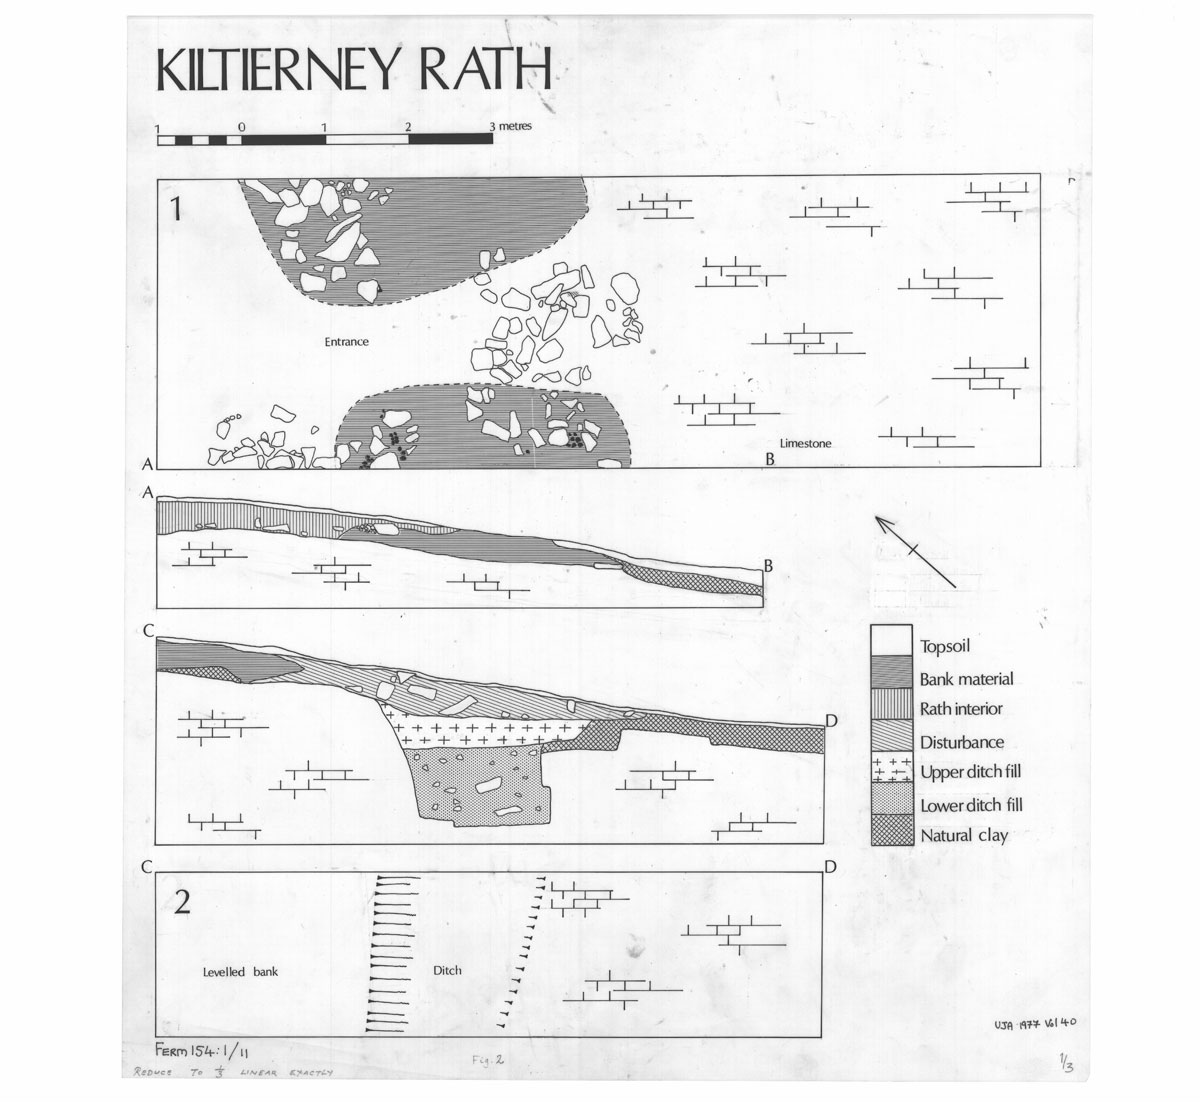 KILTIERNEY RATH
1 0 1 2 3 metres
1
Entrance
Limestone
A B
A
B
C
D
Topsoil
Bank material
Rath interior
Disturbance
Upper ditch fill
Lower ditch fill
Natural clay
C D
2
Levelled bank
Ditch
UJA 1977 Vol 40
FERM 154:1/11
Fig. 2
1/3
REDUCE TO 1/3 LINEAR EXACTLY